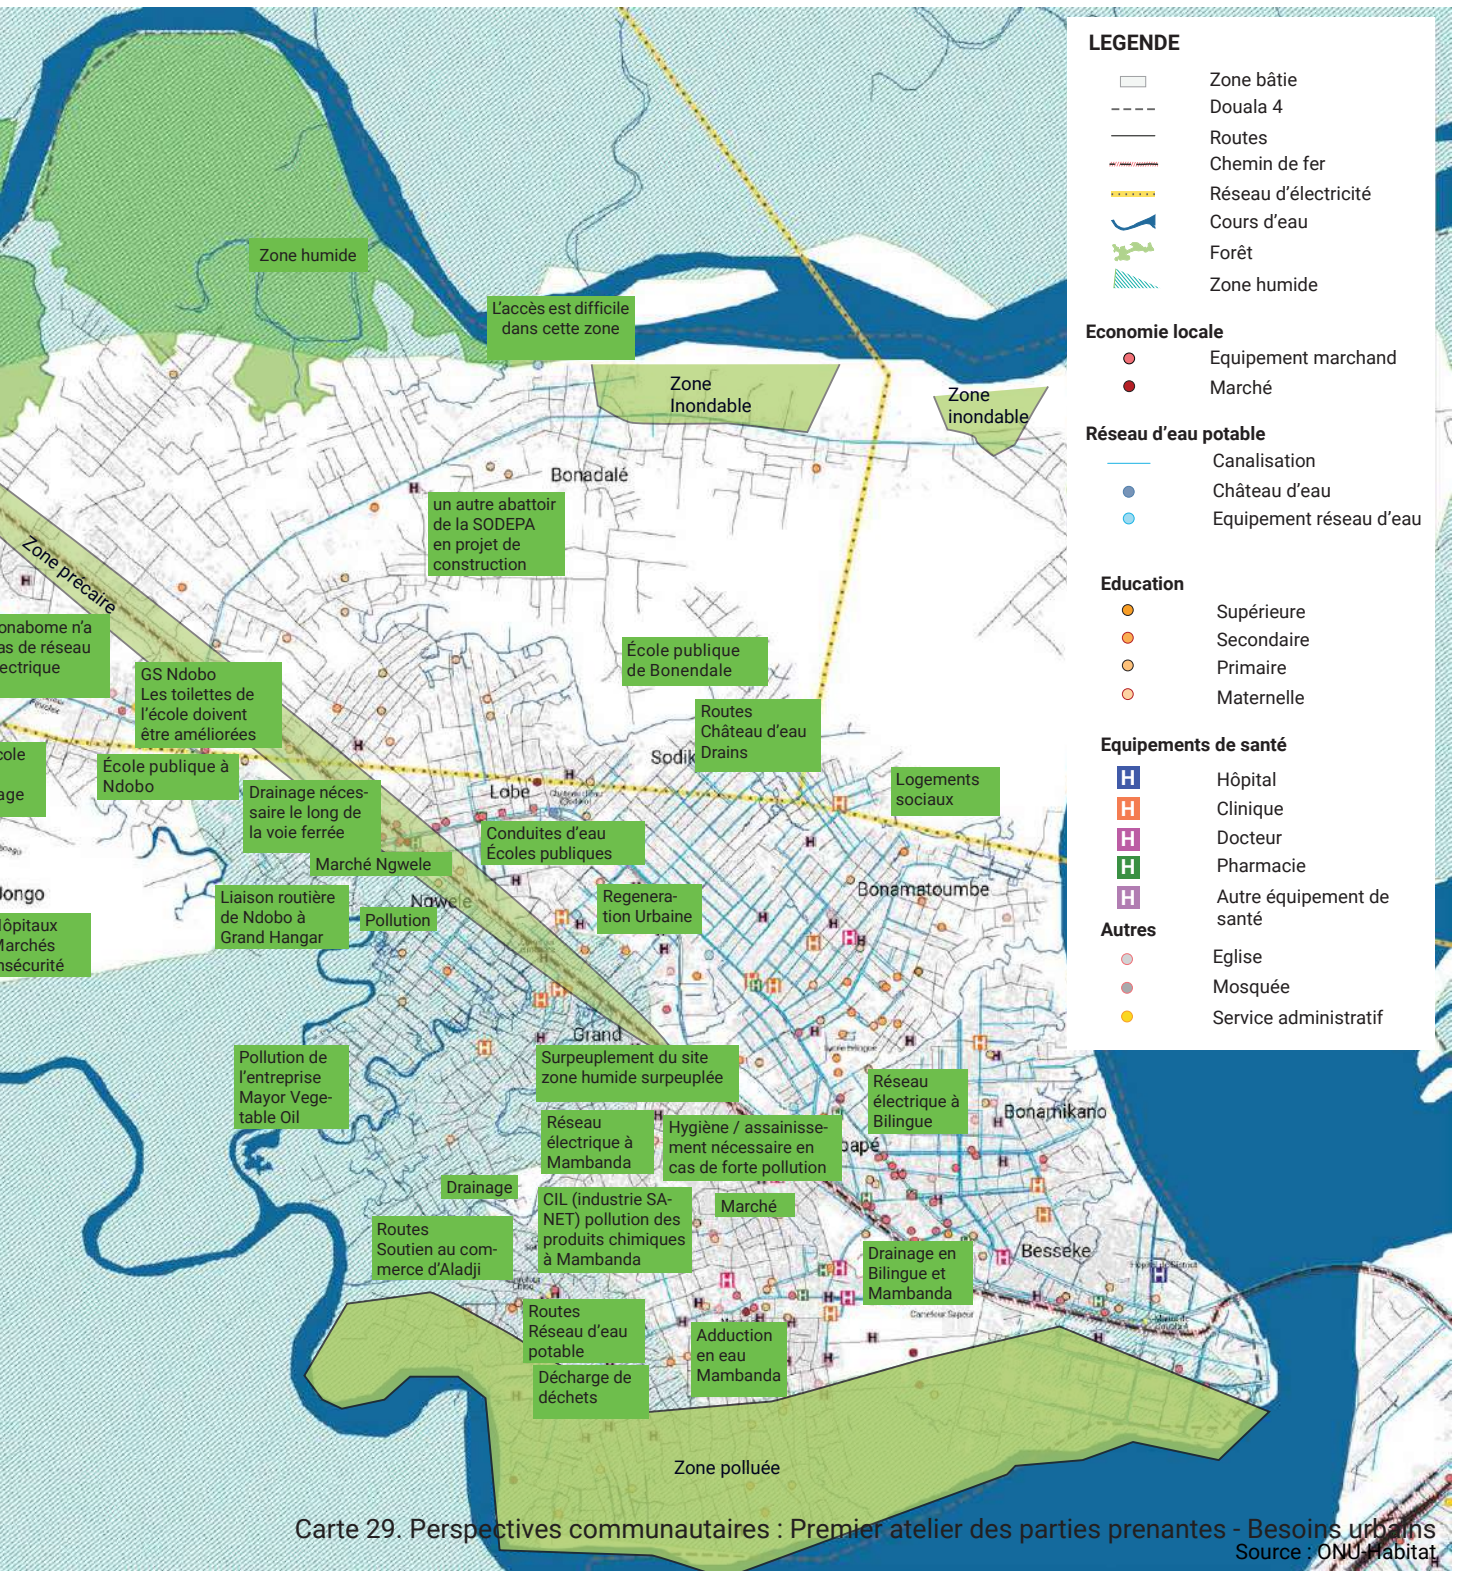 LEGENDE
Zone bâtie
Douala 4
Routes
Chemin de fer
Réseau d'électricité
Cours d'eau
Forêt
Zone humide
Economie locale
Equipement marchand
Marché
Réseau d'eau potable
Canalisation
Château d'eau
Equipement réseau d'eau
Education
Supérieure
Secondaire
Primaire
Maternelle
Equipements de santé
H Hôpital
H Clinique
H Docteur
H Pharmacie
H Autre équipement de
santé
Autres
Eglise
Mosquée
Service administratif
Zone humide
L'accès est difficile
dans cette zone
Zone
Inondable
Zone
inondable
Bonadalé
un autre abattoir
de la SODEPA
en projet de
construction
Zone précaire
onabome n'a
as de réseau
ectrique
GS Ndobo
Les toilettes de
l'école doivent
être améliorées
École publique
de Bonendale
Routes
Château d'eau
Drains
Sodik
cole
age
École publique à
Ndobo
Drainage néces-
saire le long de
la voie ferrée
Lobe
Logements
sociaux
Conduites d'eau
Écoles publiques
Marché Ngwele
Jongo
Liaison routière
de Ndobo à
Grand Hangar
Ngwele
Pollution
Regenera-
tion Urbaine
Bonamatoumbe
Hôpitaux
Marchés
nsécurité
Grand
Pollution de
l'entreprise
Mayor Vege-
table Oil
Surpeuplement du site
zone humide surpeuplée
Réseau
électrique à
Bilingue
Bonamikano
Réseau
électrique à
Mambanda
Hygiène / assainisse-
ment nécessaire en
cas de forte pollution
papé
Drainage
CIL (industrie SA-
NET) pollution des
produits chimiques
à Mambanda
Marché
Routes
Soutien au com-
merce d'Aladji
Drainage en
Bilingue et
Mambanda
Besseke
Carrefour Sapeur
Routes
Réseau d'eau
potable
Adduction
en eau
Mambanda
Décharge de
déchets
Zone polluée
Carte 29. Perspectives communautaires : Premier atelier des parties prenantes - Besoins urbains
Source : ONU-Habitat